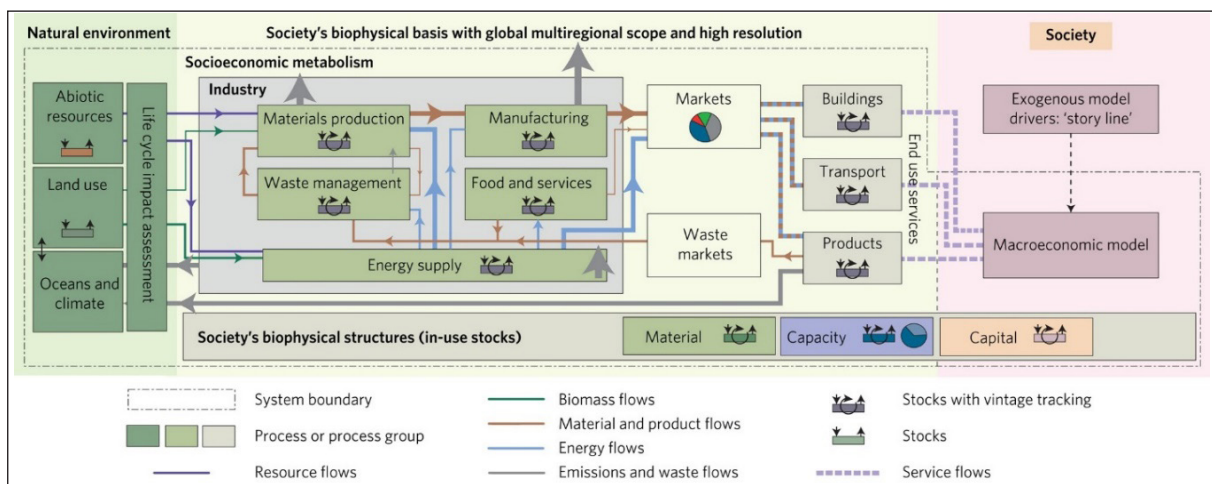 Natural environment
Society's biophysical basis with global multiregional scope and high resolution
Society
Socioeconomic metabolism
Industry
Abiotic
resources
Land use
Oceans and
climate
Life cycle impact assessment
Materials production
Manufacturing
Waste management
Food and services
Energy supply
Markets
Waste
markets
Buildings
Transport
Products
End use services
Exogenous model
drivers: 'story line'
Macroeconomic model
Society's biophysical structures (in-use stocks)
Material
Capacity
Capital
System boundary
Process or process group
Resource flows
Biomass flows
Material and product flows
Energy flows
Emissions and waste flows
Stocks with vintage tracking
Stocks
Service flows